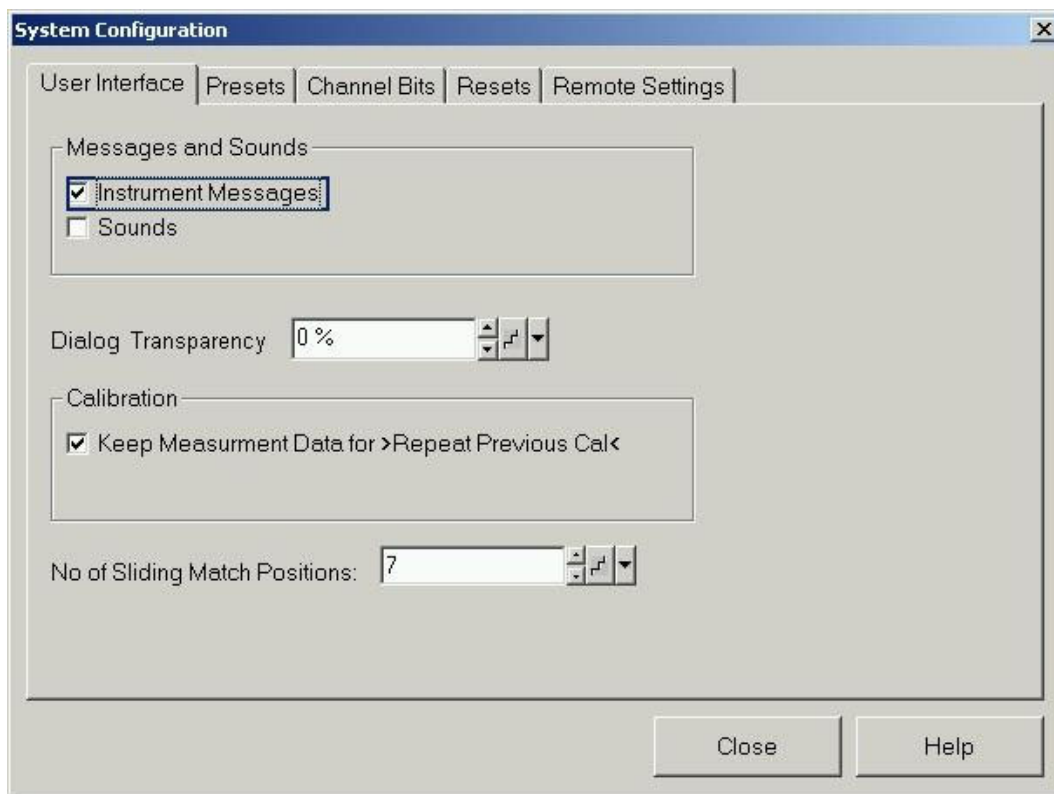 System Configuration
User Interface
Presets
Channel Bits
Resets
Remote Settings
Messages and Sounds
Instrument Messages
Sounds
Dialog Transparency
0 %
Calibration
Keep Measurment Data for >Repeat Previous Cal<
No of Sliding Match Positions:
7
Close
Help